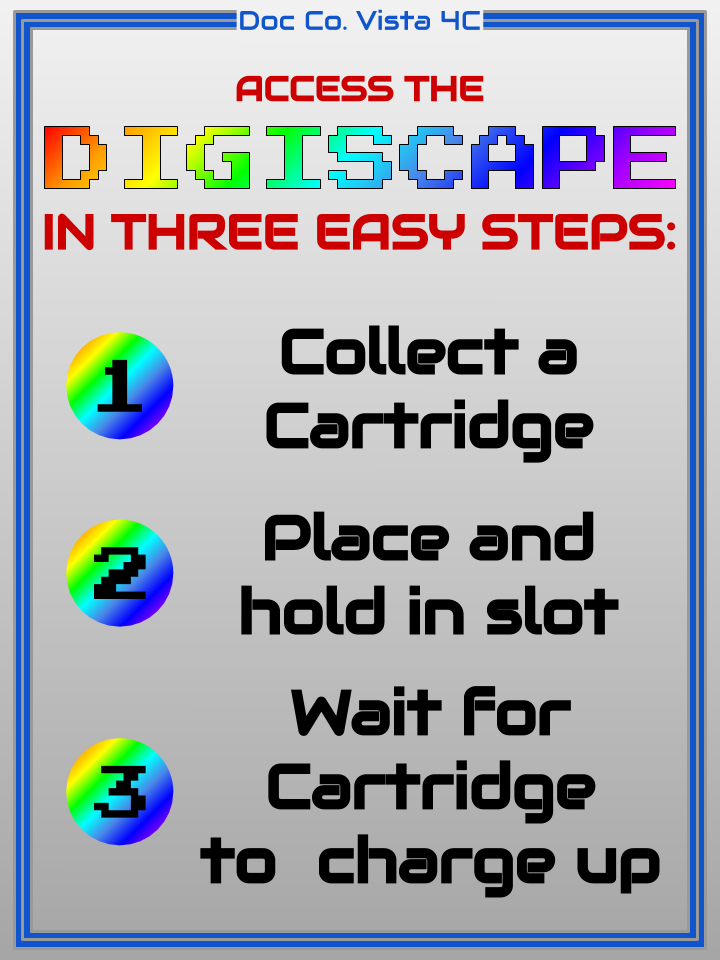 Doc Co. Vista 4C
ACCESS THE
DIGISCAPE
IN THREE EASY STEPS:
1
Collect a
Cartridge
2
Place and
hold in slot
3
Wait for
Cartridge
to charge up